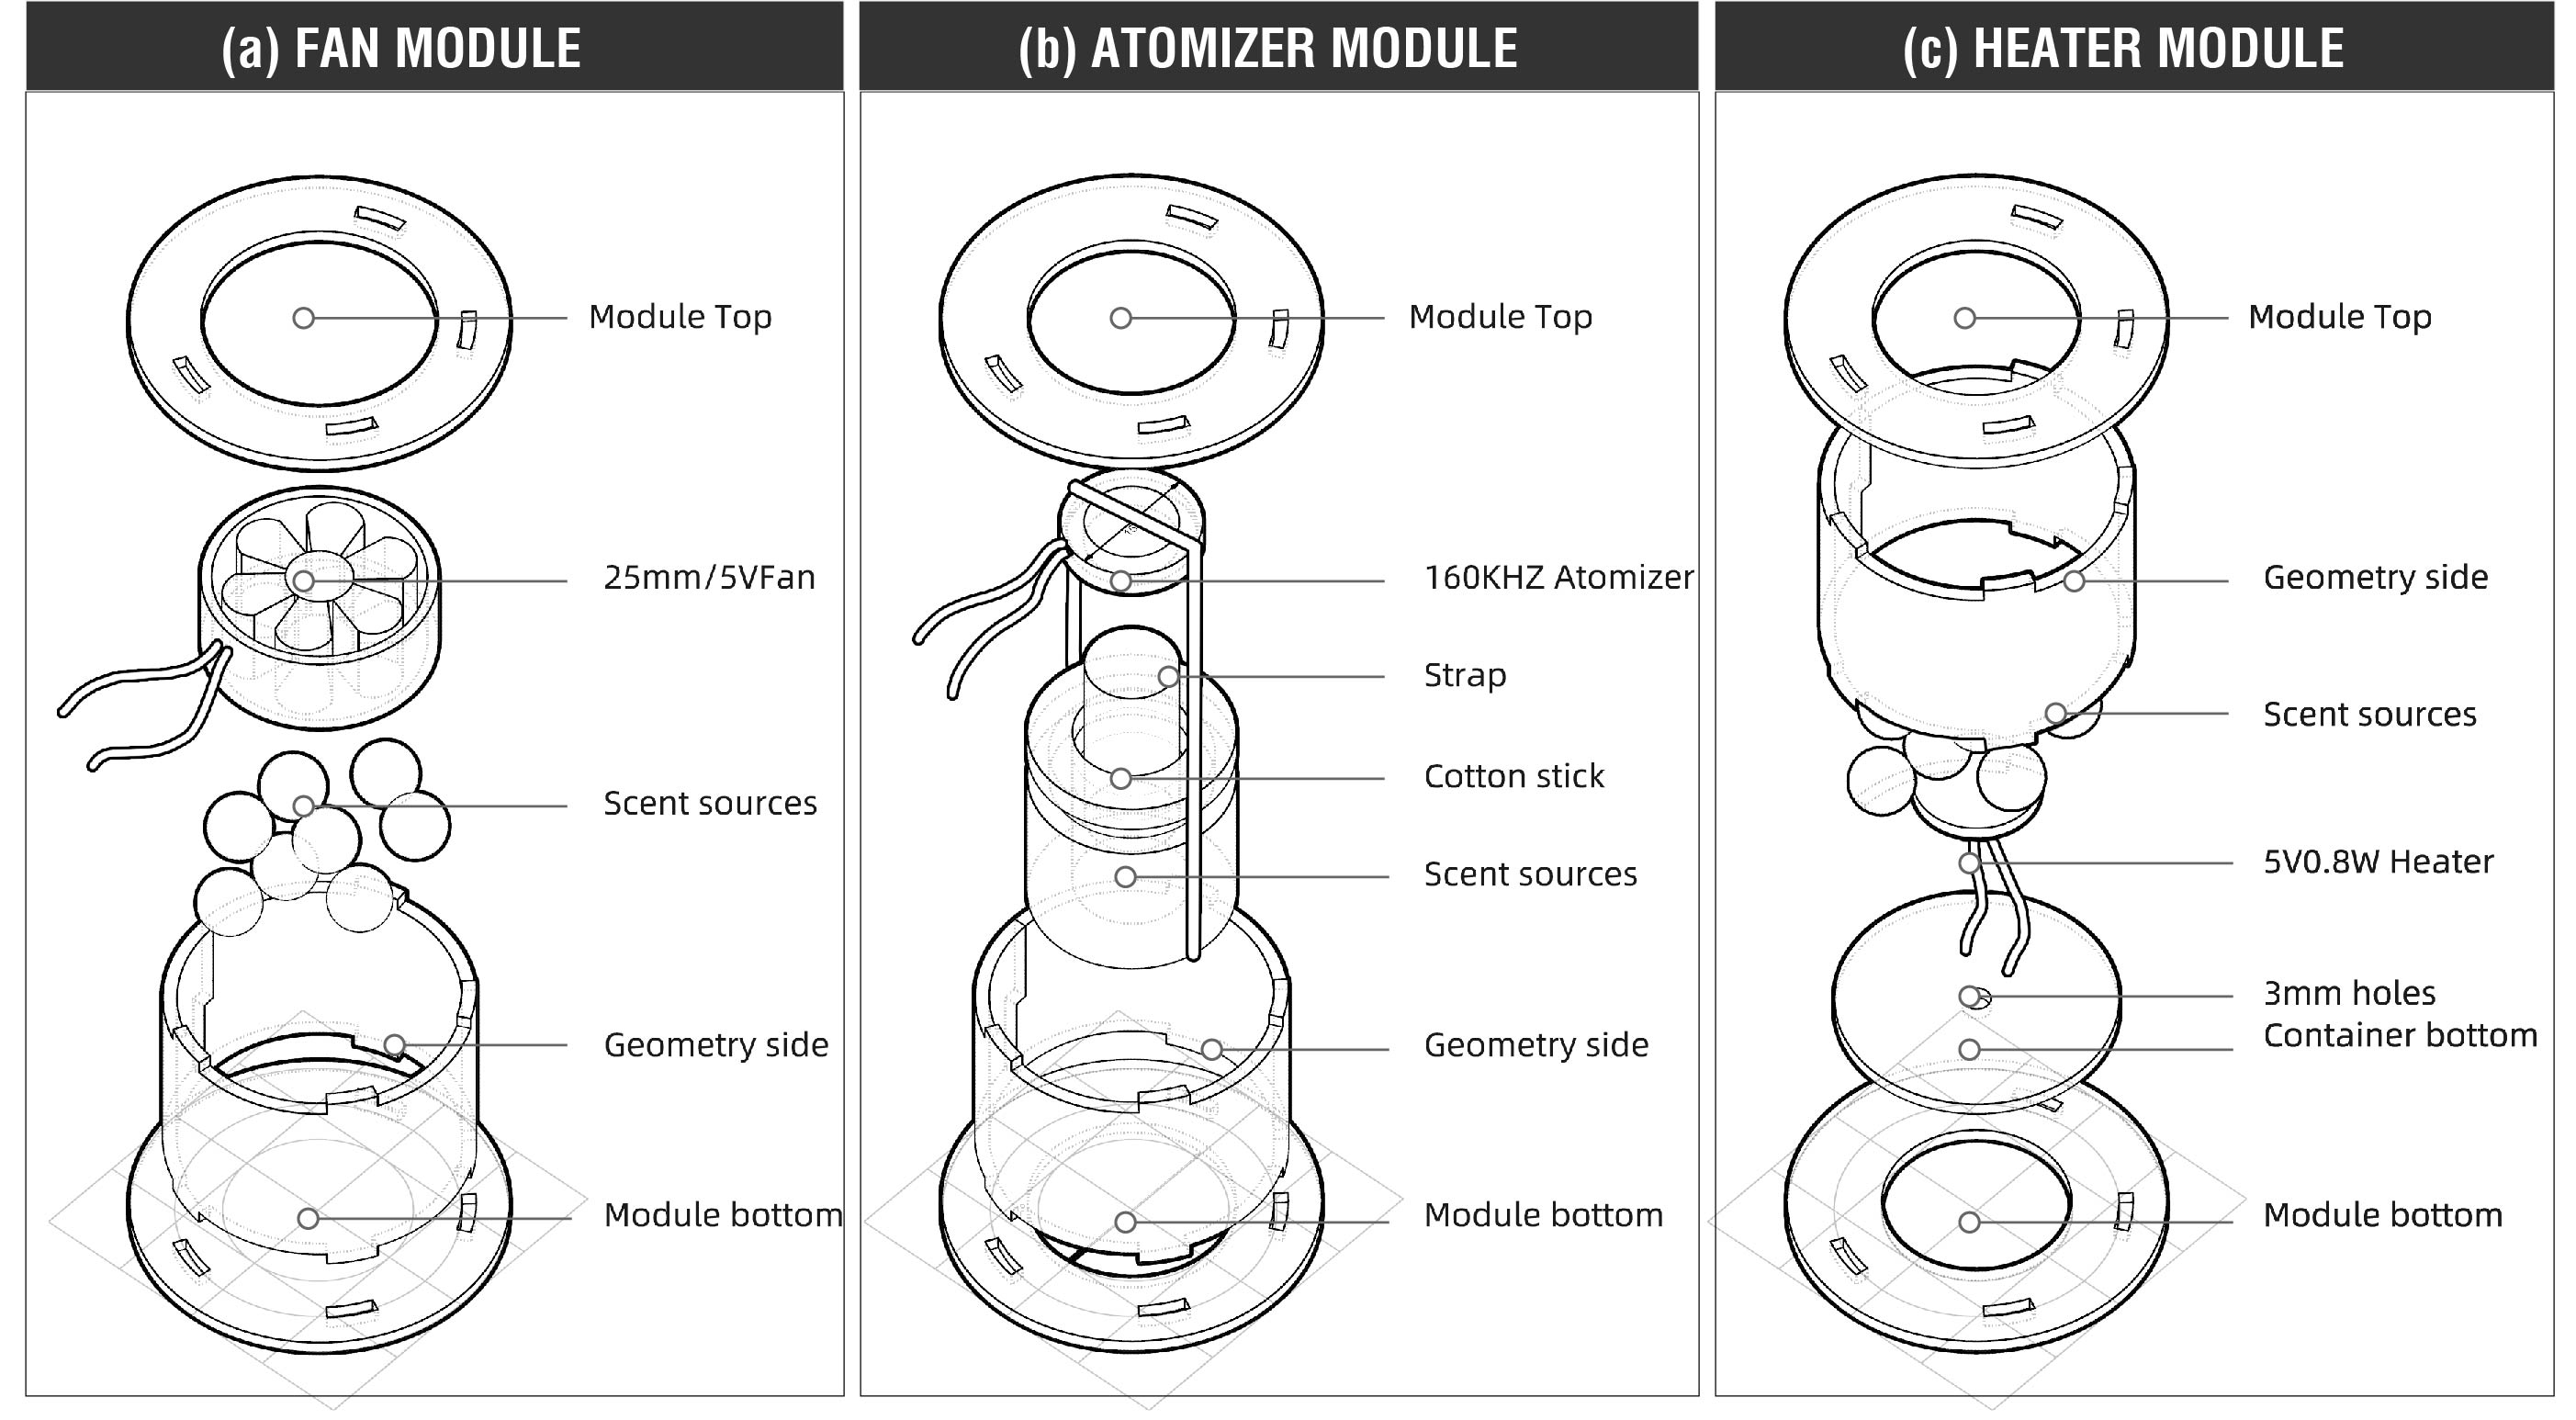 (a) FAN MODULE
Module Top
25mm/5VFan
Scent sources
Geometry side
Module bottom
(b) ATOMIZER MODULE
Module Top
160KHZ Atomizer
Strap
Cotton stick
Scent sources
Geometry side
Module bottom
(c) HEATER MODULE
Module Top
Geometry side
Scent sources
5V0.8W Heater
3mm holes
Container bottom
Module bottom